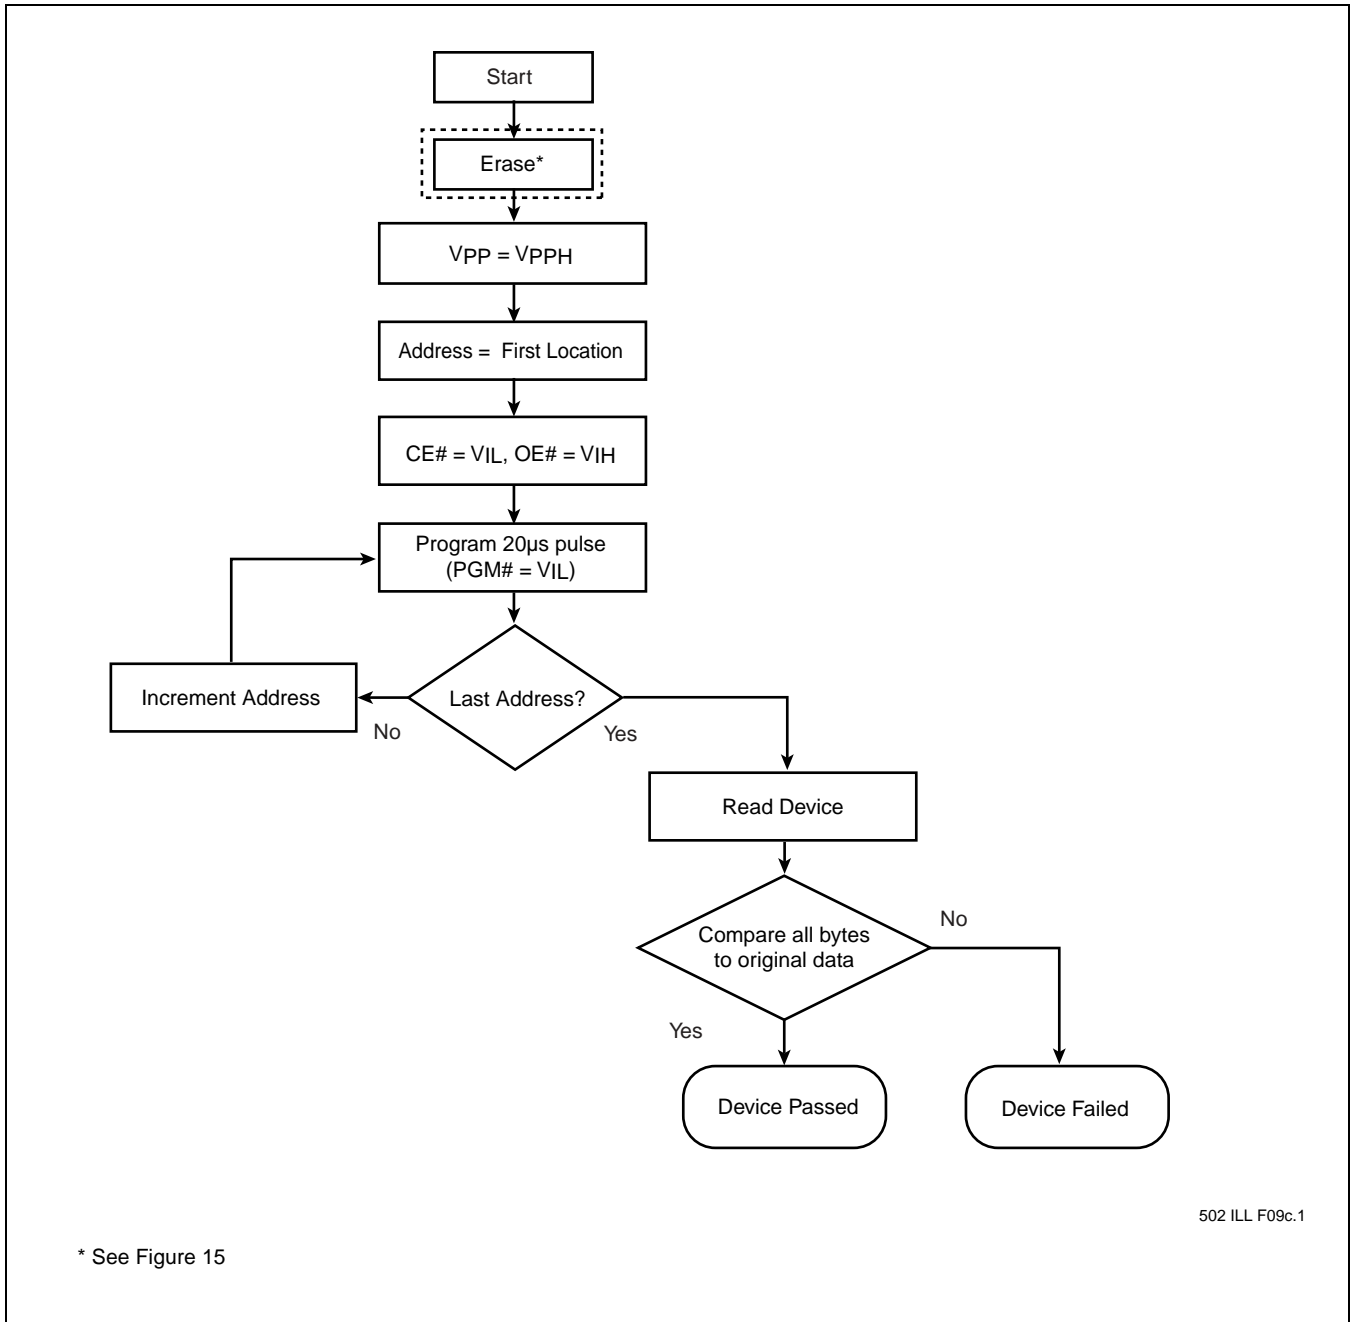 Start
Erase*
VPP = VPPH
Address = First Location
CE# = VIL, OE# = VIH
Program 20µs pulse
(PGM# = VIL)
Increment Address
Last Address?
No
Yes
Read Device
Compare all bytes
to original data
No
Yes
Device Passed
Device Failed
502 ILL F09c.1
* See Figure 15